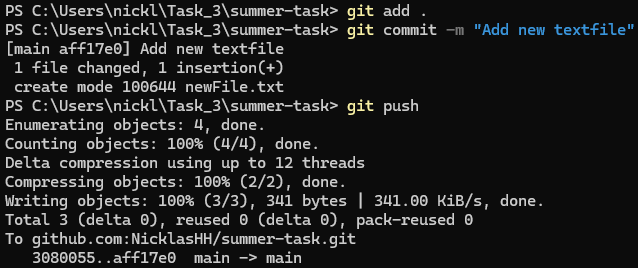 PS C:\Users\nickl\Task_3\summer-task> git add .
PS C:\Users\nickl\Task_3\summer-task> git commit -m "Add new textfile"
[main aff17e0] Add new textfile
 1 file changed, 1 insertion(+)
 create mode 100644 newFile.txt
PS C:\Users\nickl\Task_3\summer-task> git push
Enumerating objects: 4, done.
Counting objects: 100% (4/4), done.
Delta compression using up to 12 threads
Compressing objects: 100% (2/2), done.
Writing objects: 100% (3/3), 341 bytes | 341.00 KiB/s, done.
Total 3 (delta 0), reused 0 (delta 0), pack-reused 0
To github.com:NicklasHH/summer-task.git
   3080055..aff17e0  main -> main